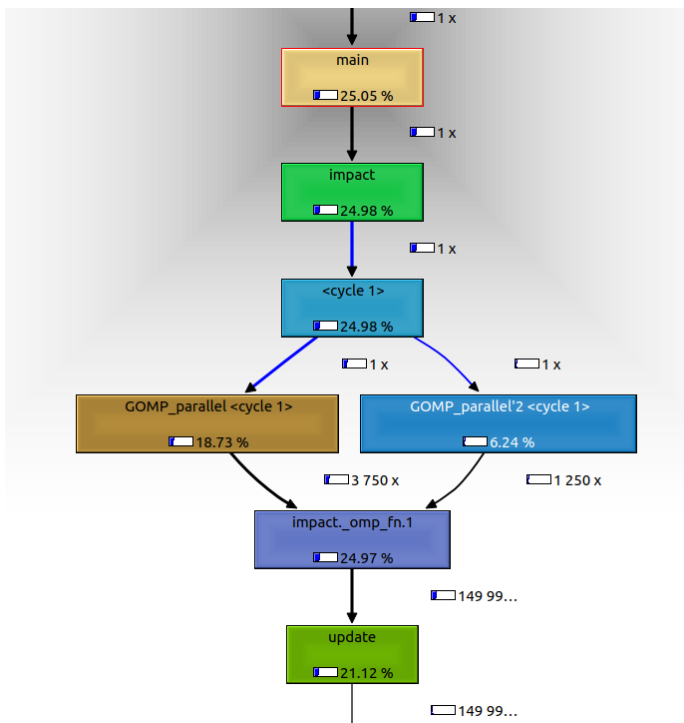 1 x
main
25.05 %
1 x
impact
24.98 %
1 x
<cycle 1>
24.98 %
1 x
1 x
GOMP_parallel <cycle 1>
18.73 %
GOMP_parallel'2 <cycle 1>
6.24 %
3 750 x
1 250 x
impact._omp_fn.1
24.97 %
149 99...
update
21.12 %
149 99...